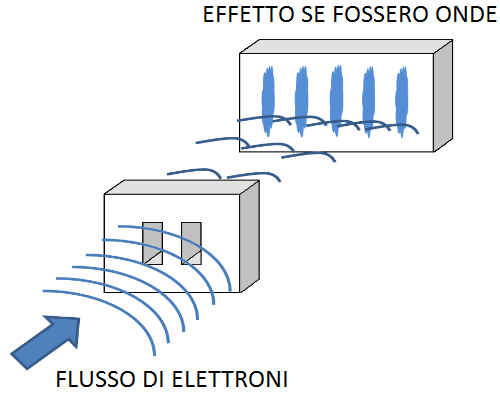 EFFETTO SE FOSSERO ONDE
FLUSSO DI ELETTRONI